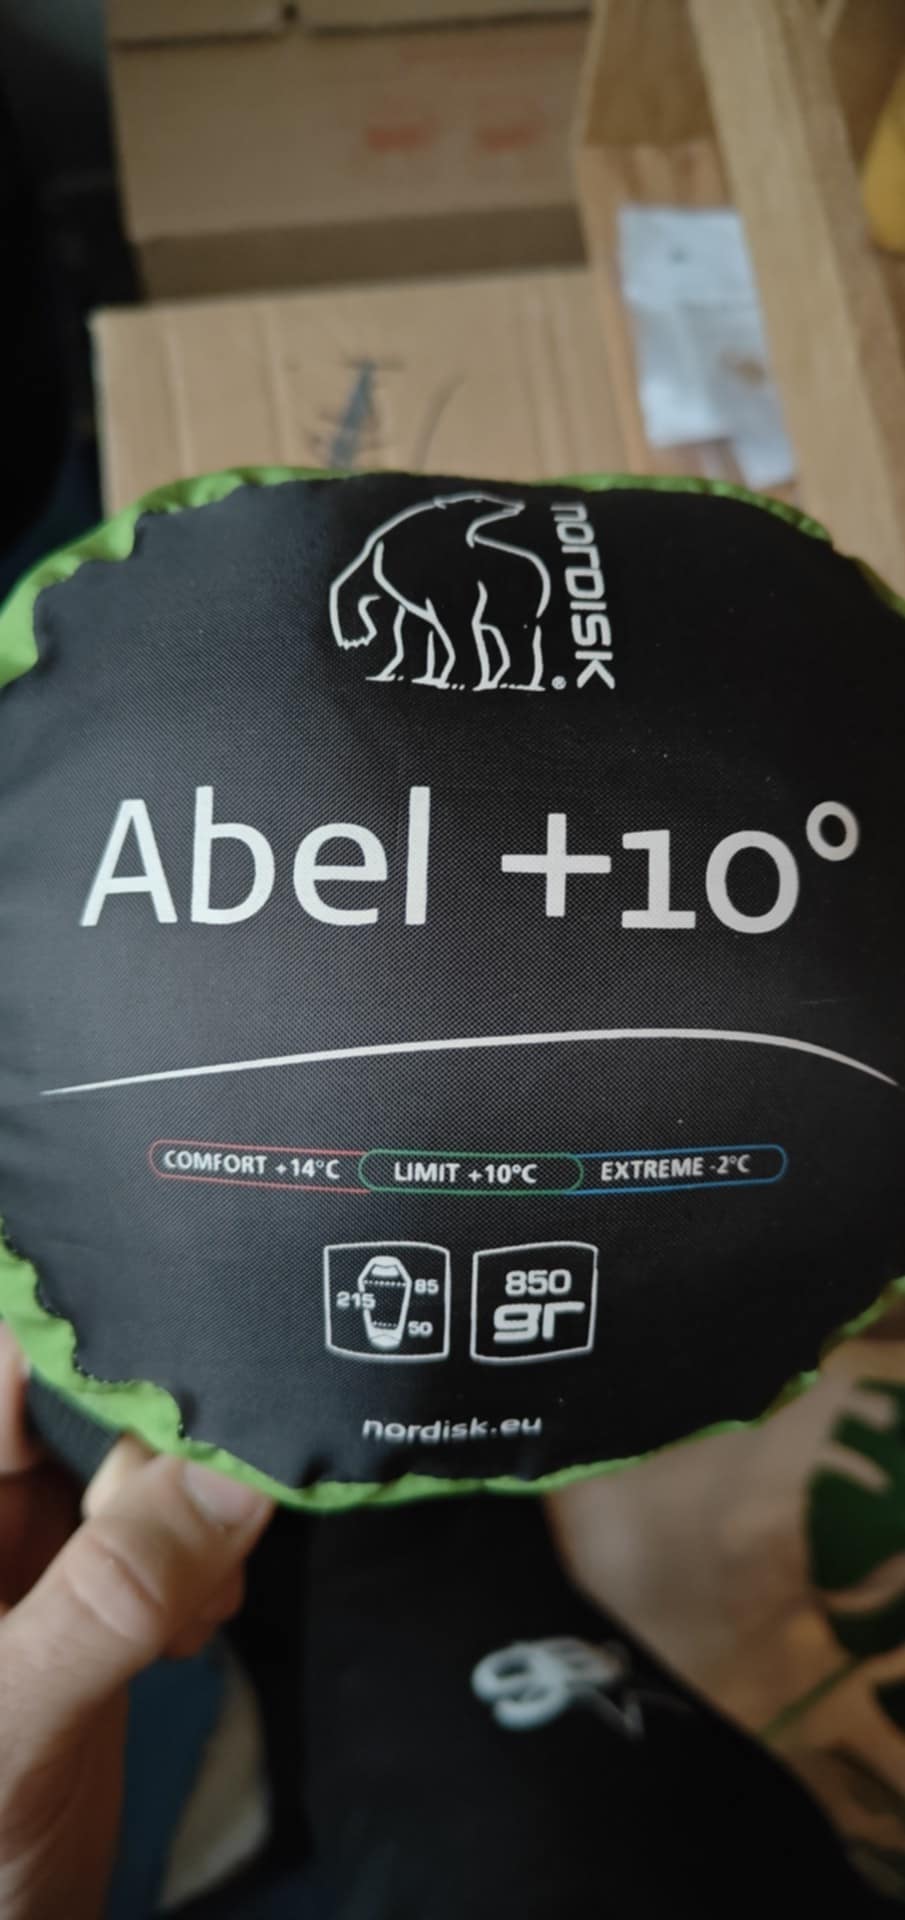 nordisk®
Abel +10°
COMFORT +14°C LIMIT +10°C EXTREME -2°C
215 85 50
850 gr
nordisk.eu